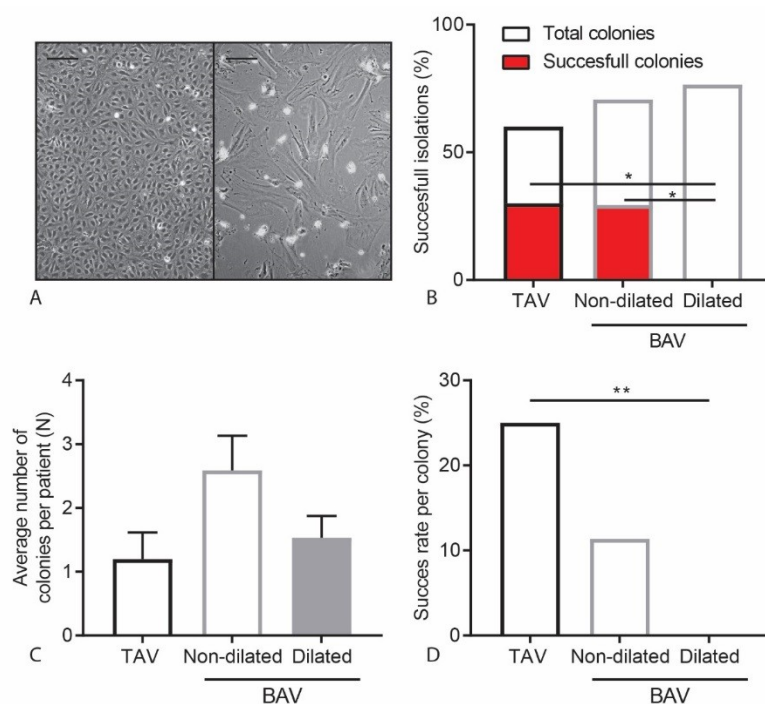 A
Succesfull isolations (%)
100
50
0
Total colonies
Succesfull colonies
*
*
TAV
Non-dilated
Dilated
BAV
B
Average number of
colonies per patient (N)
4
3
2
1
0
TAV
Non-dilated
Dilated
BAV
C
Succes rate per colony (%)
30
20
10
0
**
TAV
Non-dilated
Dilated
BAV
D